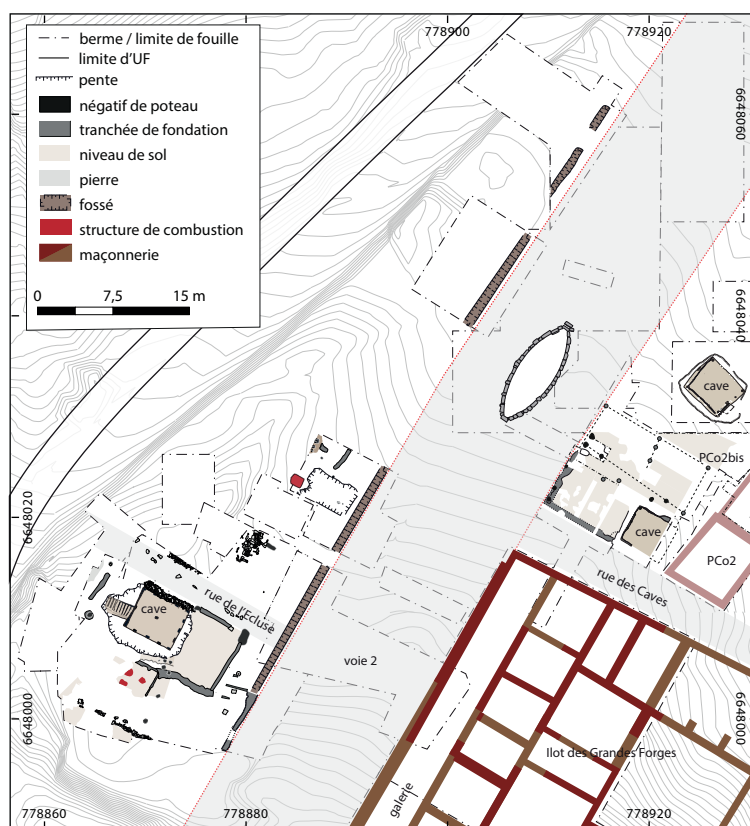 berme / limite de fouille
limite d'UF
pente
négatif de poteau
tranchée de fondation
niveau de sol
pierre
fossé
structure de combustion
maçonnerie
0 7,5 15 m
778900
778920
6648060
6648040
cave
PCo2bis
6648020
cave
PCo2
rue des Caves
cave
rue de l'Ecluse
voie 2
6648000
6648000
Ilot des Grandes Forges
galerie
778860
778880
778920